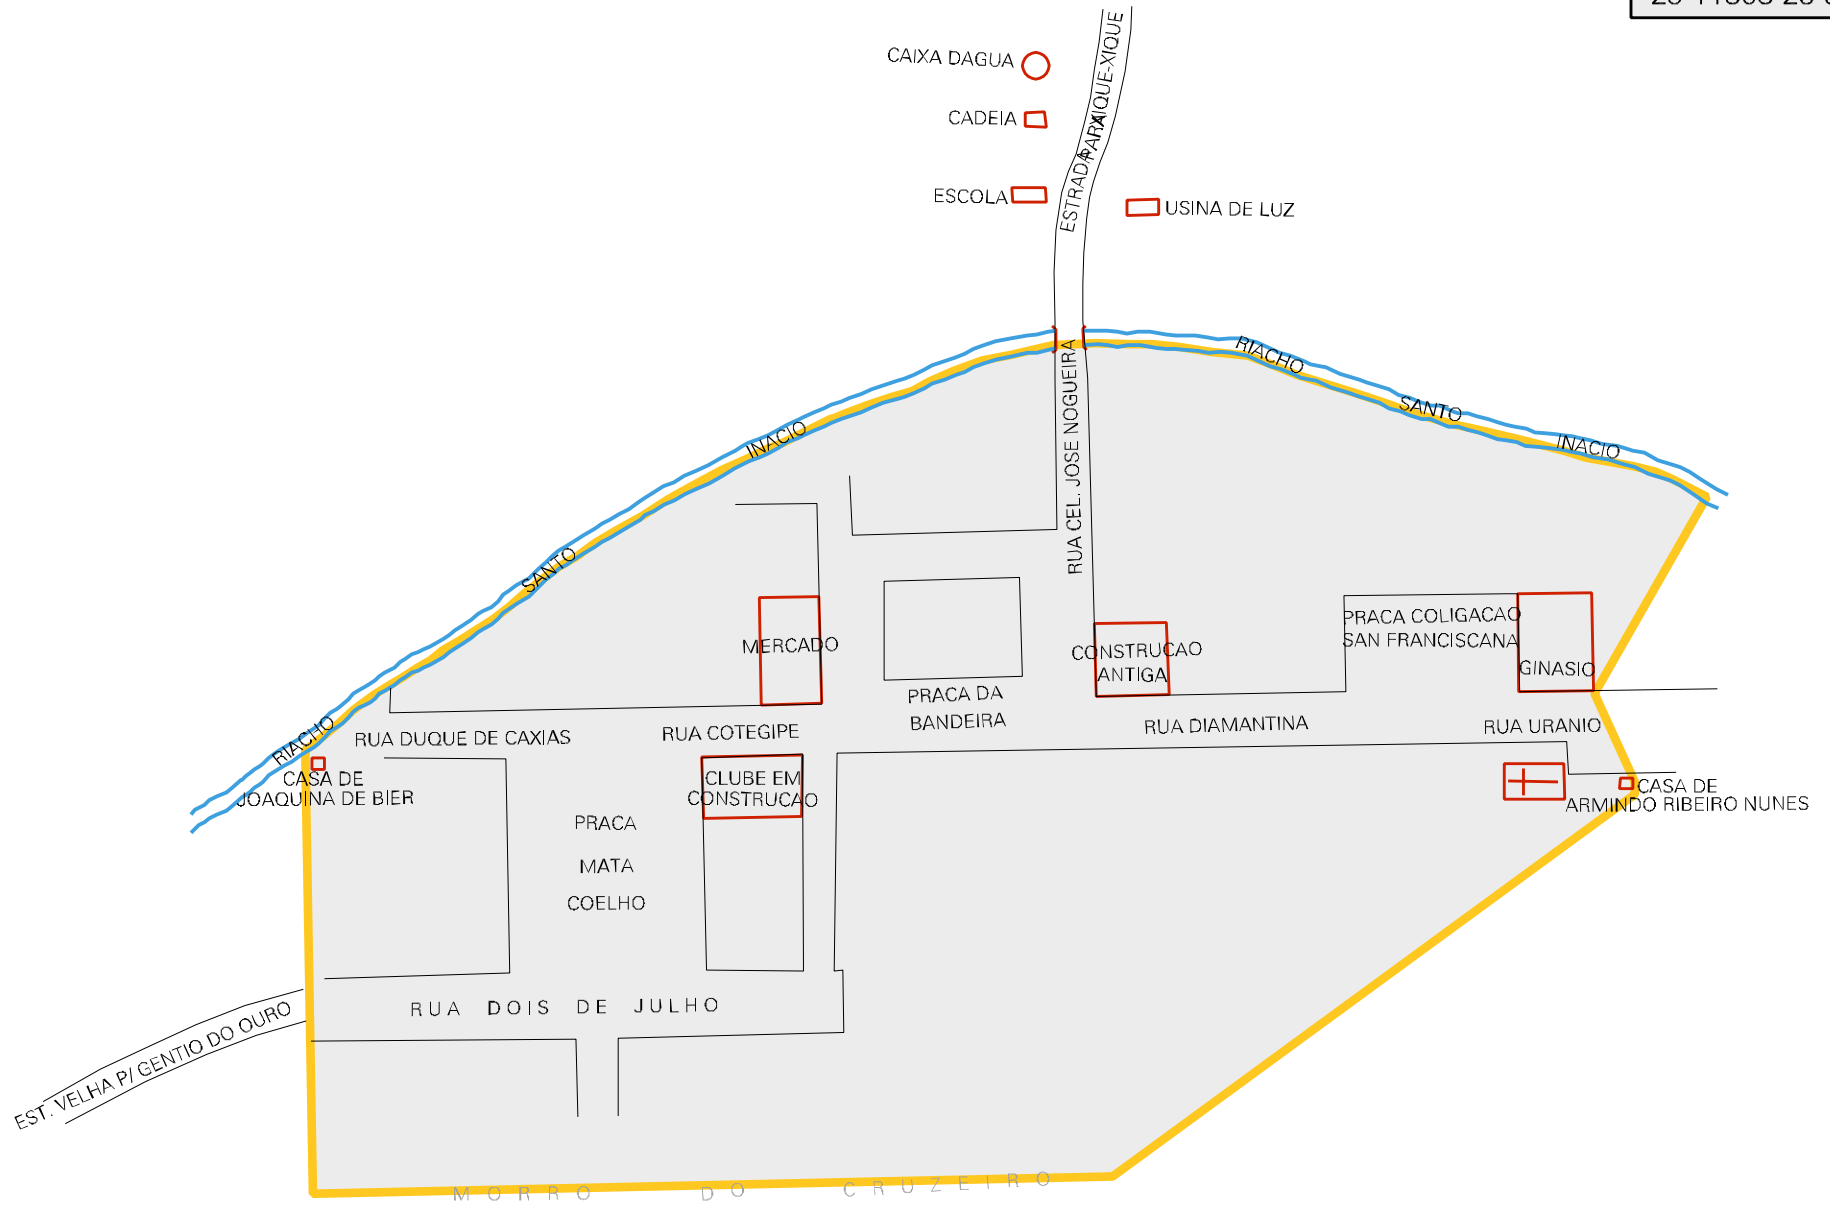 CAIXA DAGUA
CADEIA
ESCOLA
USINA DE LUZ
ESTRADA PARA XIQUE-XIQUE
RIACHO
SANTO
INACIO
RUA CEL. JOSE NOGUEIRA
INACIO
SANTO
RIACHO
MERCADO
PRACA DA
BANDEIRA
CONSTRUCAO
ANTIGA
PRACA COLIGACAO
SAN FRANCISCANA
GINASIO
RUA DUQUE DE CAXIAS
RUA COTEGIPE
RUA DIAMANTINA
RUA URANIO
CASA DE
JOAQUINA DE BIER
CLUBE EM
CONSTRUCAO
CASA DE
ARMINDO RIBEIRO NUNES
PRACA
MATA
COELHO
RUA DOIS DE JULHO
EST. VELHA P/ GENTIO DO OURO
MORRO DO CRUZEIRO